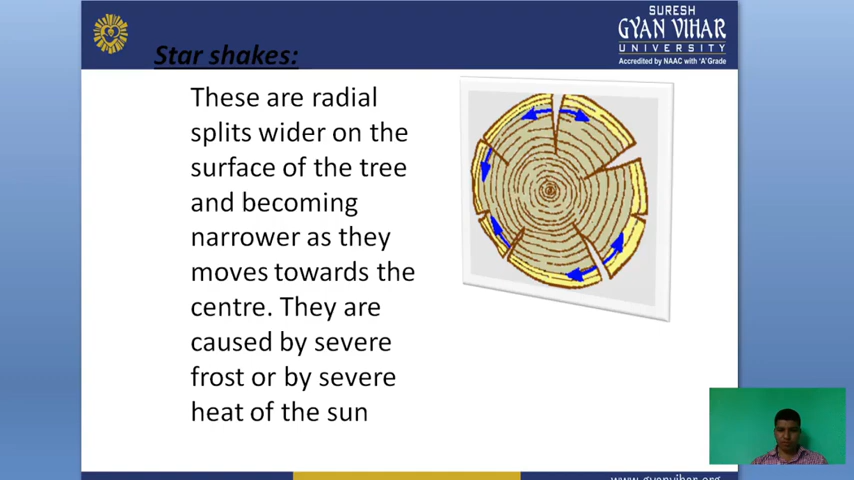 SURESH
GYAN VIHAR
UNIVERSITY
Accredited by NAAC with 'A' Grade
Star shakes:
These are radial
splits wider on the
surface of the tree
and becoming
narrower as they
moves towards the
centre. They are
caused by severe
frost or by severe
heat of the sun
www.gyanvihar.org